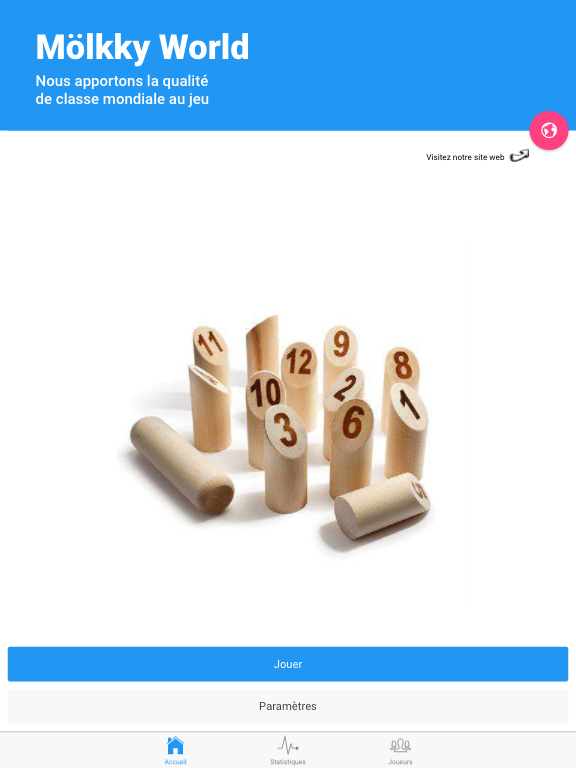 Mölkky World
Nous apportons la qualité
de classe mondiale au jeu
Visitez notre site web
11
12
9
8
10
2
1
3
6
5
Jouer
Paramètres
Accueil
Statistiques
Joueurs